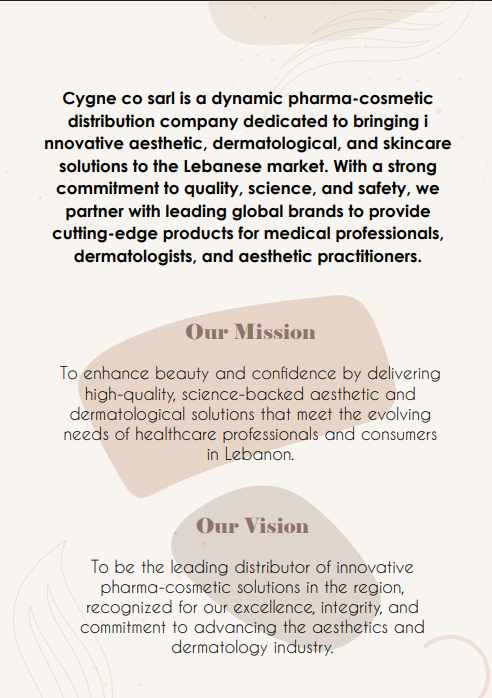 Cygne co sarl is a dynamic pharma-cosmetic
distribution company dedicated to bringing i
nnovative aesthetic, dermatological, and skincare
solutions to the Lebanese market. With a strong
commitment to quality, science, and safety, we
partner with leading global brands to provide
cutting-edge products for medical professionals,
dermatologists, and aesthetic practitioners.
Our Mission
To enhance beauty and confidence by delivering
high-quality, science-backed aesthetic and
dermatological solutions that meet the evolving
needs of healthcare professionals and consumers
in Lebanon.
Our Vision
To be the leading distributor of innovative
pharma-cosmetic solutions in the region,
recognized for our excellence, integrity, and
commitment to advancing the aesthetics and
dermatology industry.